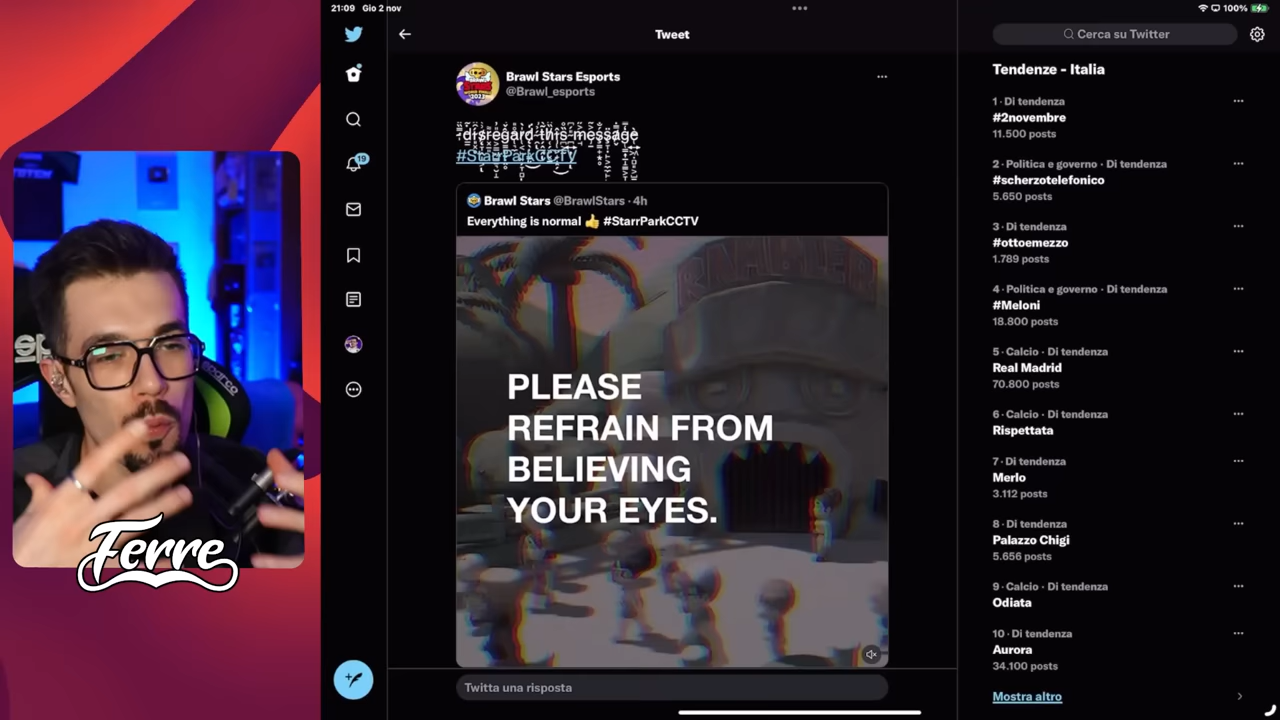 21:09 Gio 2 nov
100%
Tweet
Cerca su Twitter
Brawl Stars Esports
@Brawl_esports
disregard this message
#StarrParkCCTV
Brawl Stars @BrawlStars · 4h
Everything is normal 👍 #StarrParkCCTV
PLEASE
REFRAIN FROM
BELIEVING
YOUR EYES.
Twitta una risposta
19
Tendenze - Italia
1 · Di tendenza
#2novembre
11.500 posts
2 · Politica e governo · Di tendenza
#scherzotelefonico
5.650 posts
3 · Di tendenza
#ottoemezzo
1.789 posts
4 · Politica e governo · Di tendenza
#Meloni
18.800 posts
5 · Calcio · Di tendenza
Real Madrid
70.800 posts
6 · Calcio · Di tendenza
Rispettata
7 · Di tendenza
Merlo
3.112 posts
8 · Di tendenza
Palazzo Chigi
5.656 posts
9 · Calcio · Di tendenza
Odiata
10 · Di tendenza
Aurora
34.100 posts
Mostra altro
sparco
Ferre